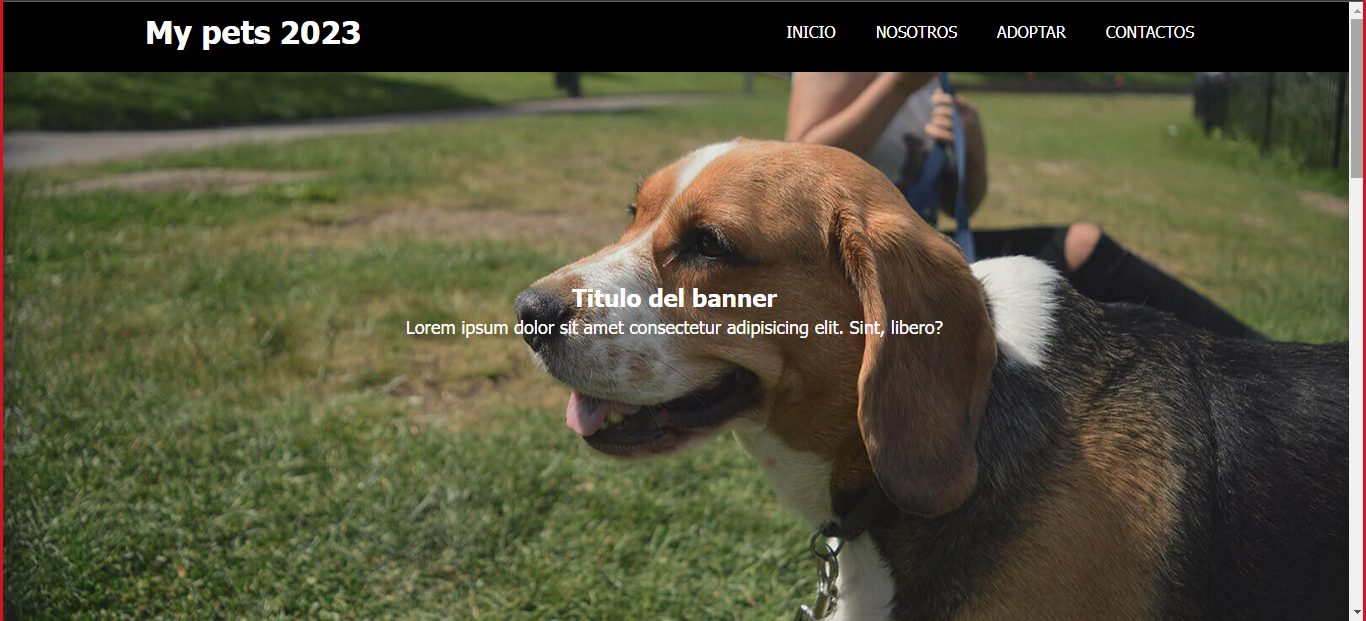 My pets 2023
INICIO NOSOTROS ADOPTAR CONTACTOS
Titulo del banner
Lorem ipsum dolor sit amet consectetur adipisicing elit. Sint, libero?